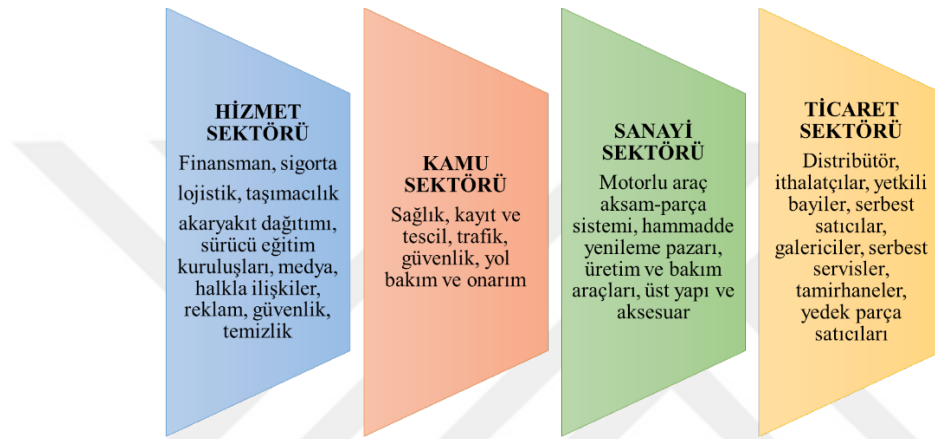 HİZMET
SEKTÖRÜ
Finansman, sigorta
lojistik, taşımacılık
akaryakıt dağıtımı,
sürücü eğitim
kuruluşları, medya,
halkla ilişkiler,
reklam, güvenlik,
temizlik
KAMU
SEKTÖRÜ
Sağlık, kayıt ve
tescil, trafik,
güvenlik, yol
bakım ve onarım
SANAYİ
SEKTÖRÜ
Motorlu araç
aksam-parça
sistemi, hammadde
yenileme pazarı,
üretim ve bakım
araçları, üst yapı ve
aksesuar
TİCARET
SEKTÖRÜ
Distribütör,
ithalatçılar, yetkili
bayiler, serbest
satıcılar,
galericiler, serbest
servisler,
tamirhaneler,
yedek parça
satıcıları